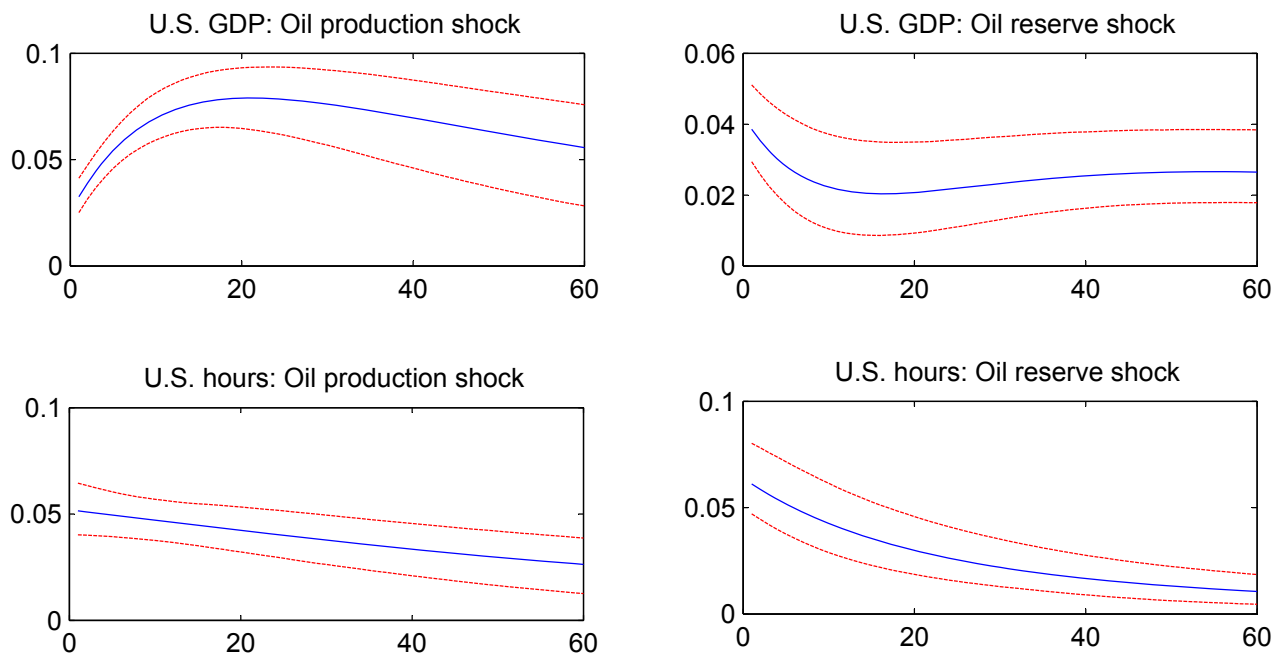 U.S. GDP: Oil production shock
0.1
0.05
0
0 20 40 60
U.S. GDP: Oil reserve shock
0.06
0.04
0.02
0
0 20 40 60
U.S. hours: Oil production shock
0.1
0.05
0
0 20 40 60
U.S. hours: Oil reserve shock
0.1
0.05
0
0 20 40 60